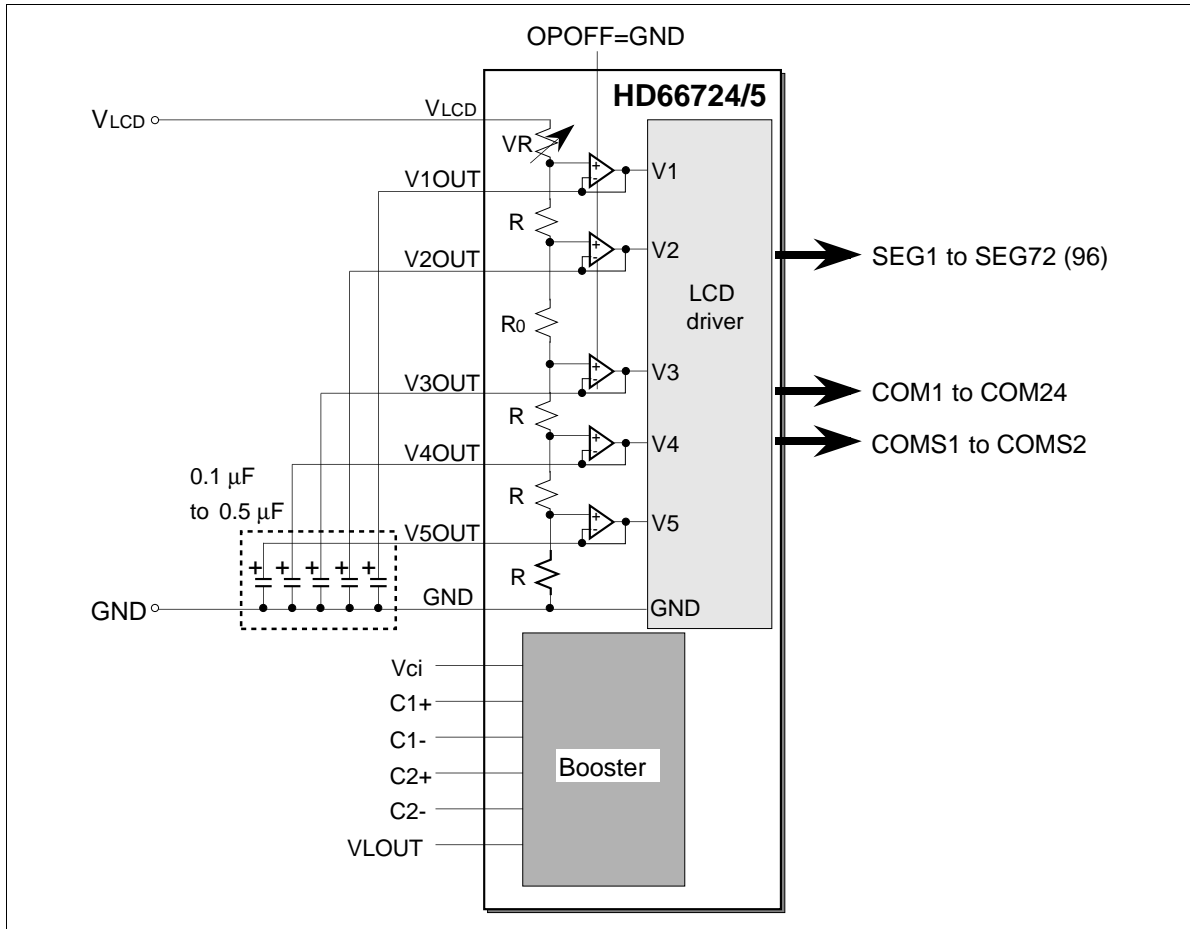 OPOFF=GND
HD66724/5
VLCD
VLCD
VR
+
-
V1
V1OUT
R
+
-
V2
V2OUT
SEG1 to SEG72 (96)
LCD
driver
R0
+
-
V3
V3OUT
COM1 to COM24
R
+
-
V4
V4OUT
COMS1 to COMS2
0.1 μF
to 0.5 μF
R
+
-
V5
V5OUT
+ + + + +
R
GND
GND
GND
Vci
C1+
C1-
C2+
C2-
VLOUT
Booster